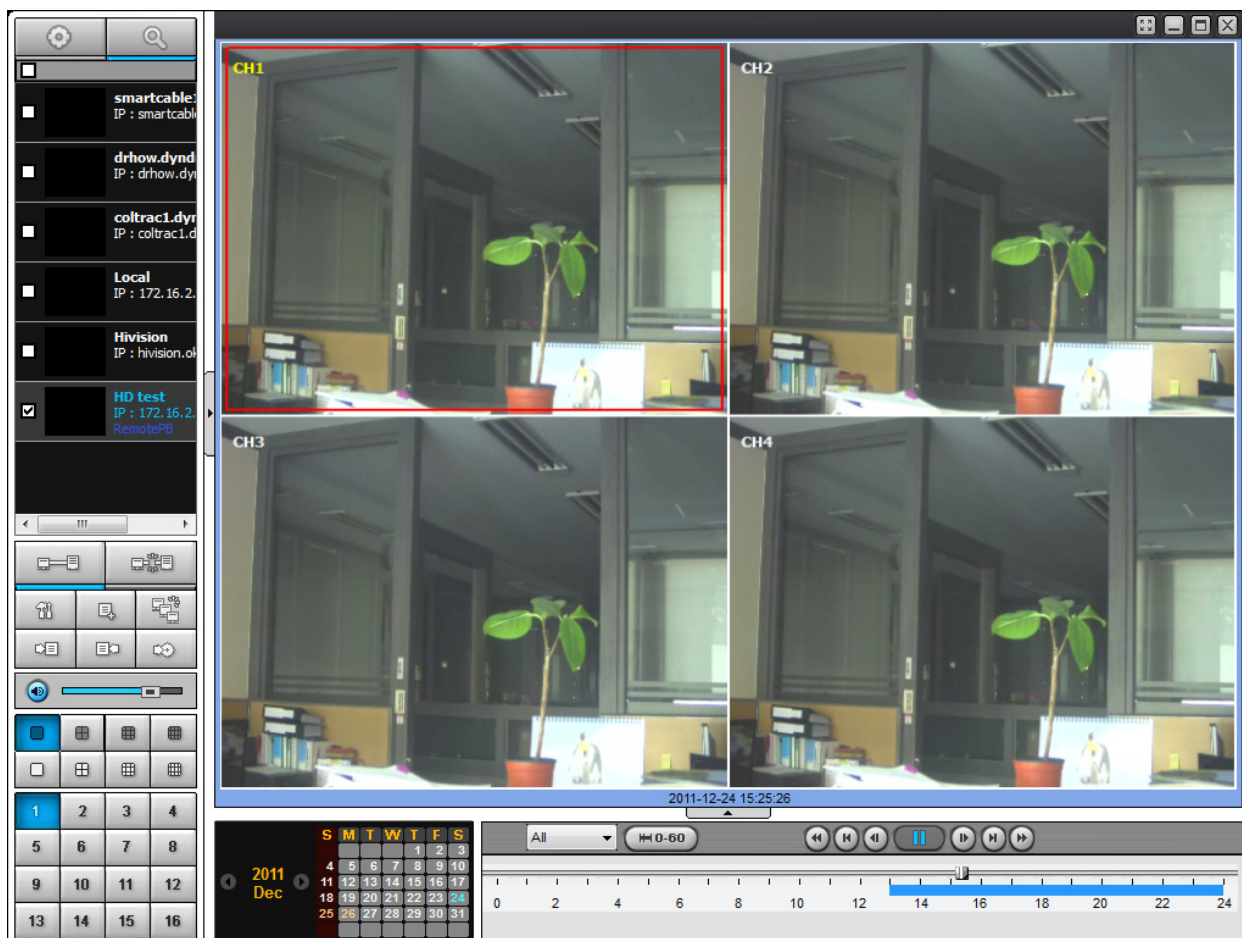 smartcable1
IP : smartcabl
drhow.dynd
IP : drhow.dy
coltrac1.dyn
IP : coltrac1.d
Local
IP : 172.16.2.
Hivision
IP : hivision.o
HD test
IP : 172.16.2.
RemotePB
1 2 3 4
5 6 7 8
9 10 11 12
13 14 15 16
CH1
CH2
CH3
CH4
2011-12-24 15:25:26
2011
Dec
S M T W T F S
1 2 3
4 5 6 7 8 9 10
11 12 13 14 15 16 17
18 19 20 21 22 23 24
25 26 27 28 29 30 31
All
0-60
0 2 4 6 8 10 12 14 16 18 20 22 24